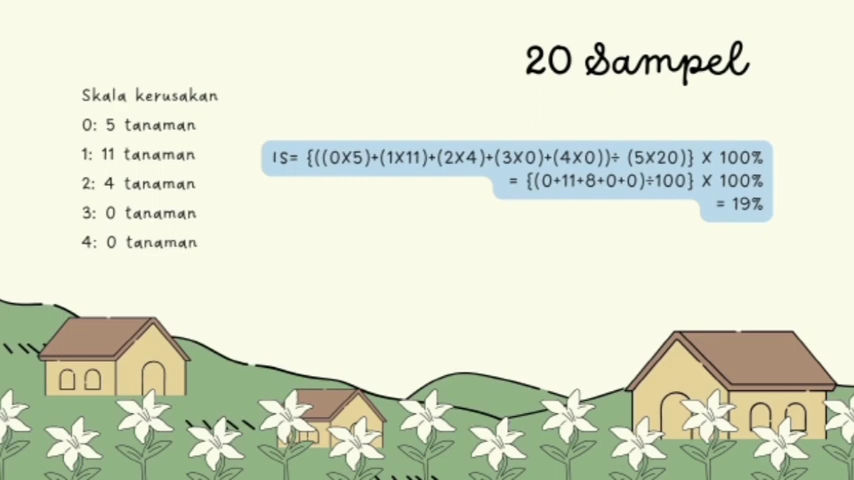 20 Sampel
Skala kerusakan
0: 5 tanaman
1: 11 tanaman
2: 4 tanaman
3: 0 tanaman
4: 0 tanaman
IS= {((0X5)+(1X11)+(2X4)+(3X0)+(4X0))÷ (5X20)} X 100%
= {(0+11+8+0+0)÷100} X 100%
= 19%